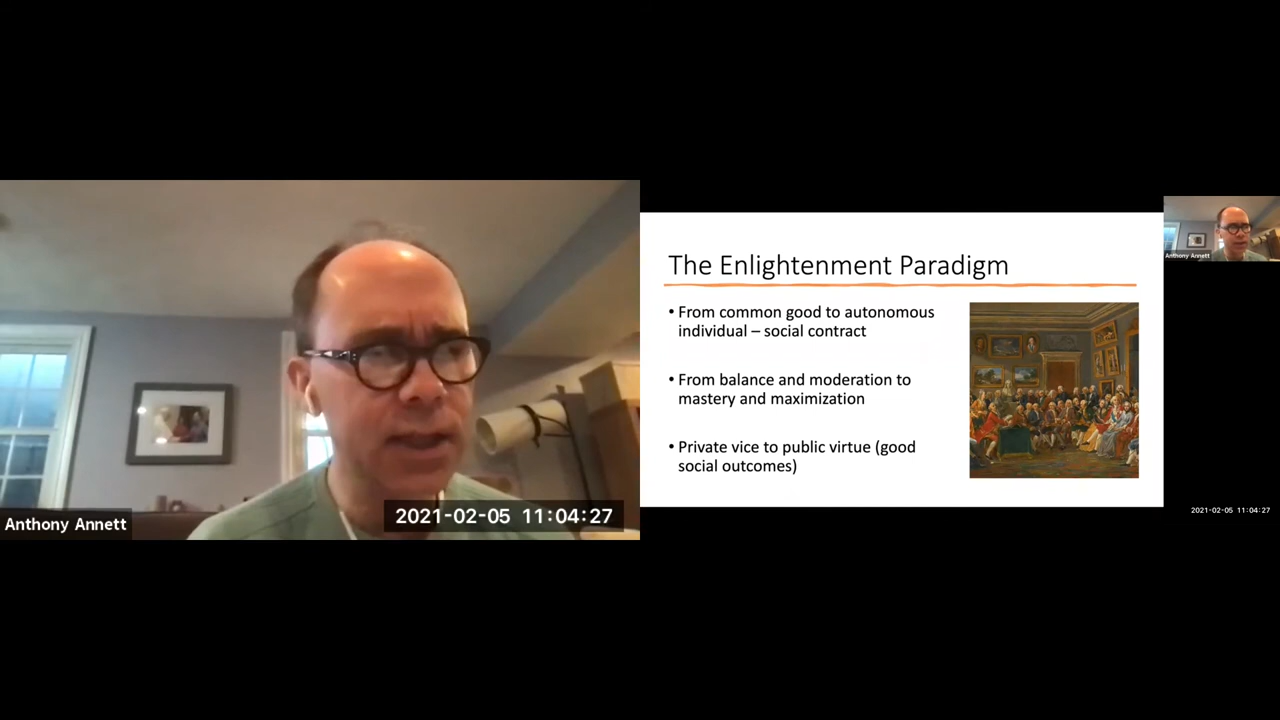 Anthony Annett
2021-02-05 11:04:27
The Enlightenment Paradigm
• From common good to autonomous
individual – social contract
• From balance and moderation to
mastery and maximization
• Private vice to public virtue (good
social outcomes)
Anthony Annett
2021-02-05 11:04:27